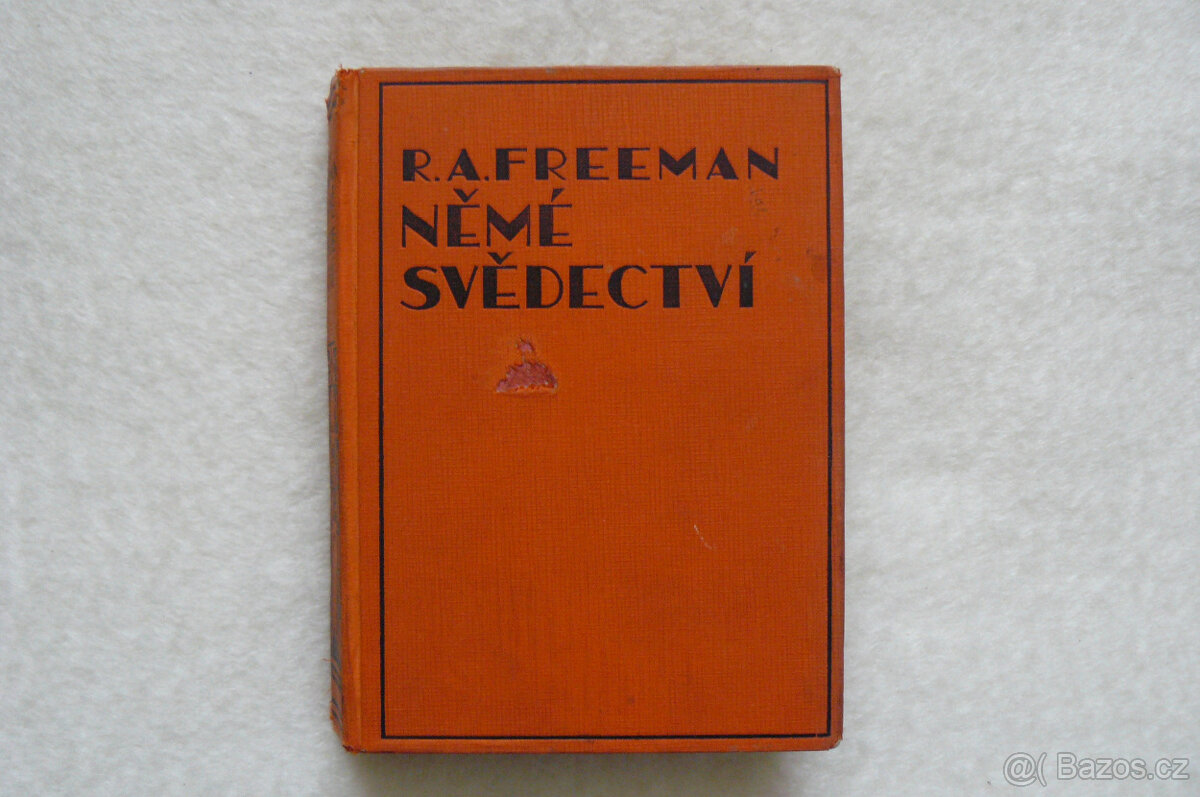 R.A.FREEMAN
NĚMÉ
SVĚDECTVÍ
@( Bazos.cz